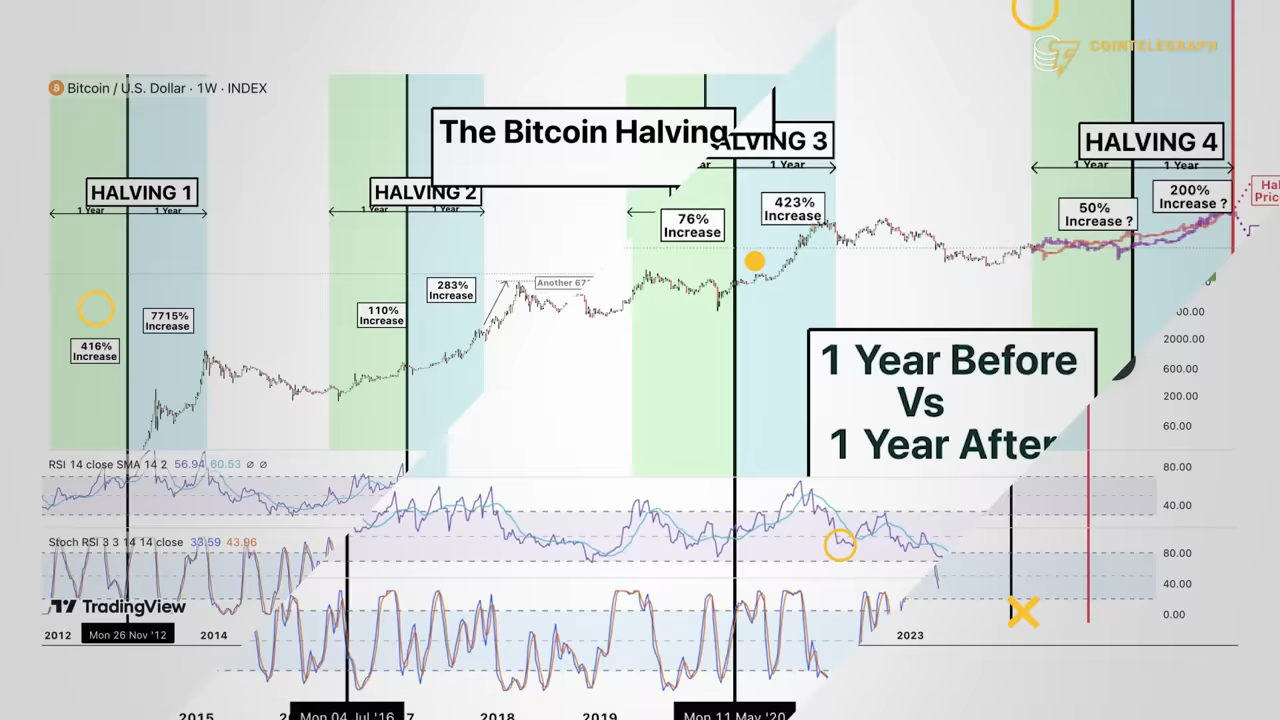 COINTELEGRAPH
Bitcoin / U.S. Dollar · 1W · INDEX
The Bitcoin Halving
HALVING 3
HALVING 4
1 Year
1 Year
1 Year
HALVING 1
HALVING 2
1 Year
1 Year
1 Year
1 Year
200%
Increase ?
50%
Increase ?
423%
Increase
76%
Increase
283%
Increase
Another 67
110%
Increase
7715%
Increase
416%
Increase
1 Year Before
Vs
1 Year After
2000.00
600.00
200.00
60.00
RSI 14 close SMA 14 2 56.94 60.53 ∅ ∅
80.00
40.00
Stoch RSI 3 3 14 14 close 33.59 43.96
80.00
40.00
0.00
TradingView
2012
Mon 26 Nov '12
2014
2023
2015
Mon 04 Jul '16
2018
2019
Mon 11 May '20